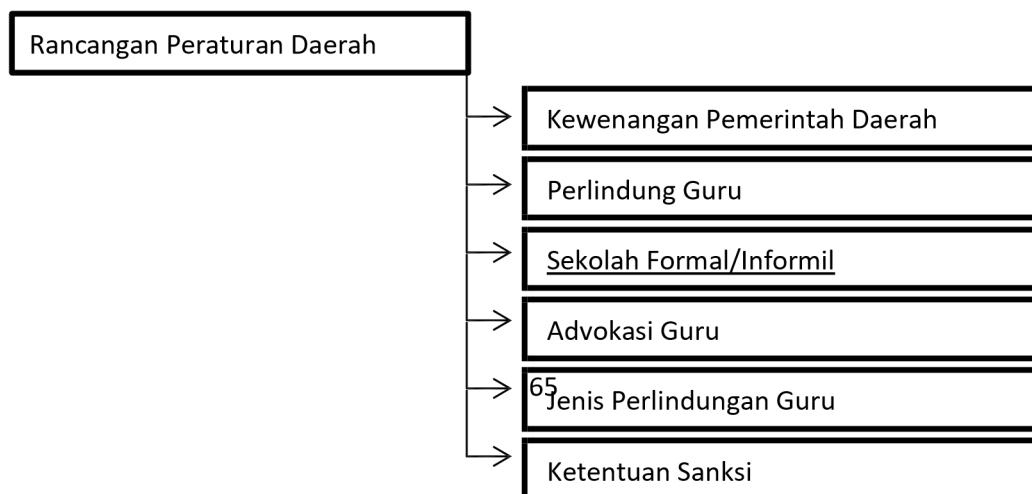 Rancangan Peraturan Daerah
Kewenangan Pemerintah Daerah
Perlindung Guru
Sekolah Formal/Informil
Advokasi Guru
65
Jenis Perlindungan Guru
Ketentuan Sanksi